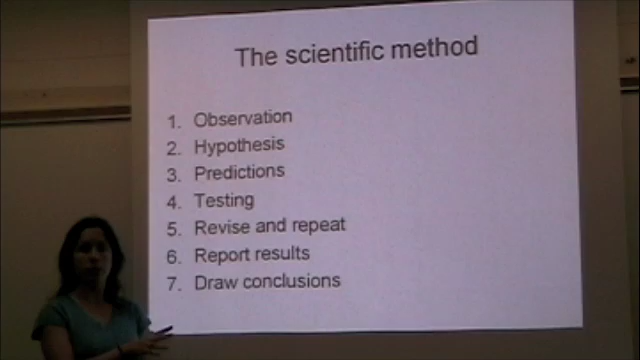 The scientific method
1. Observation
2. Hypothesis
3. Predictions
4. Testing
5. Revise and repeat
6. Report results
7. Draw conclusions